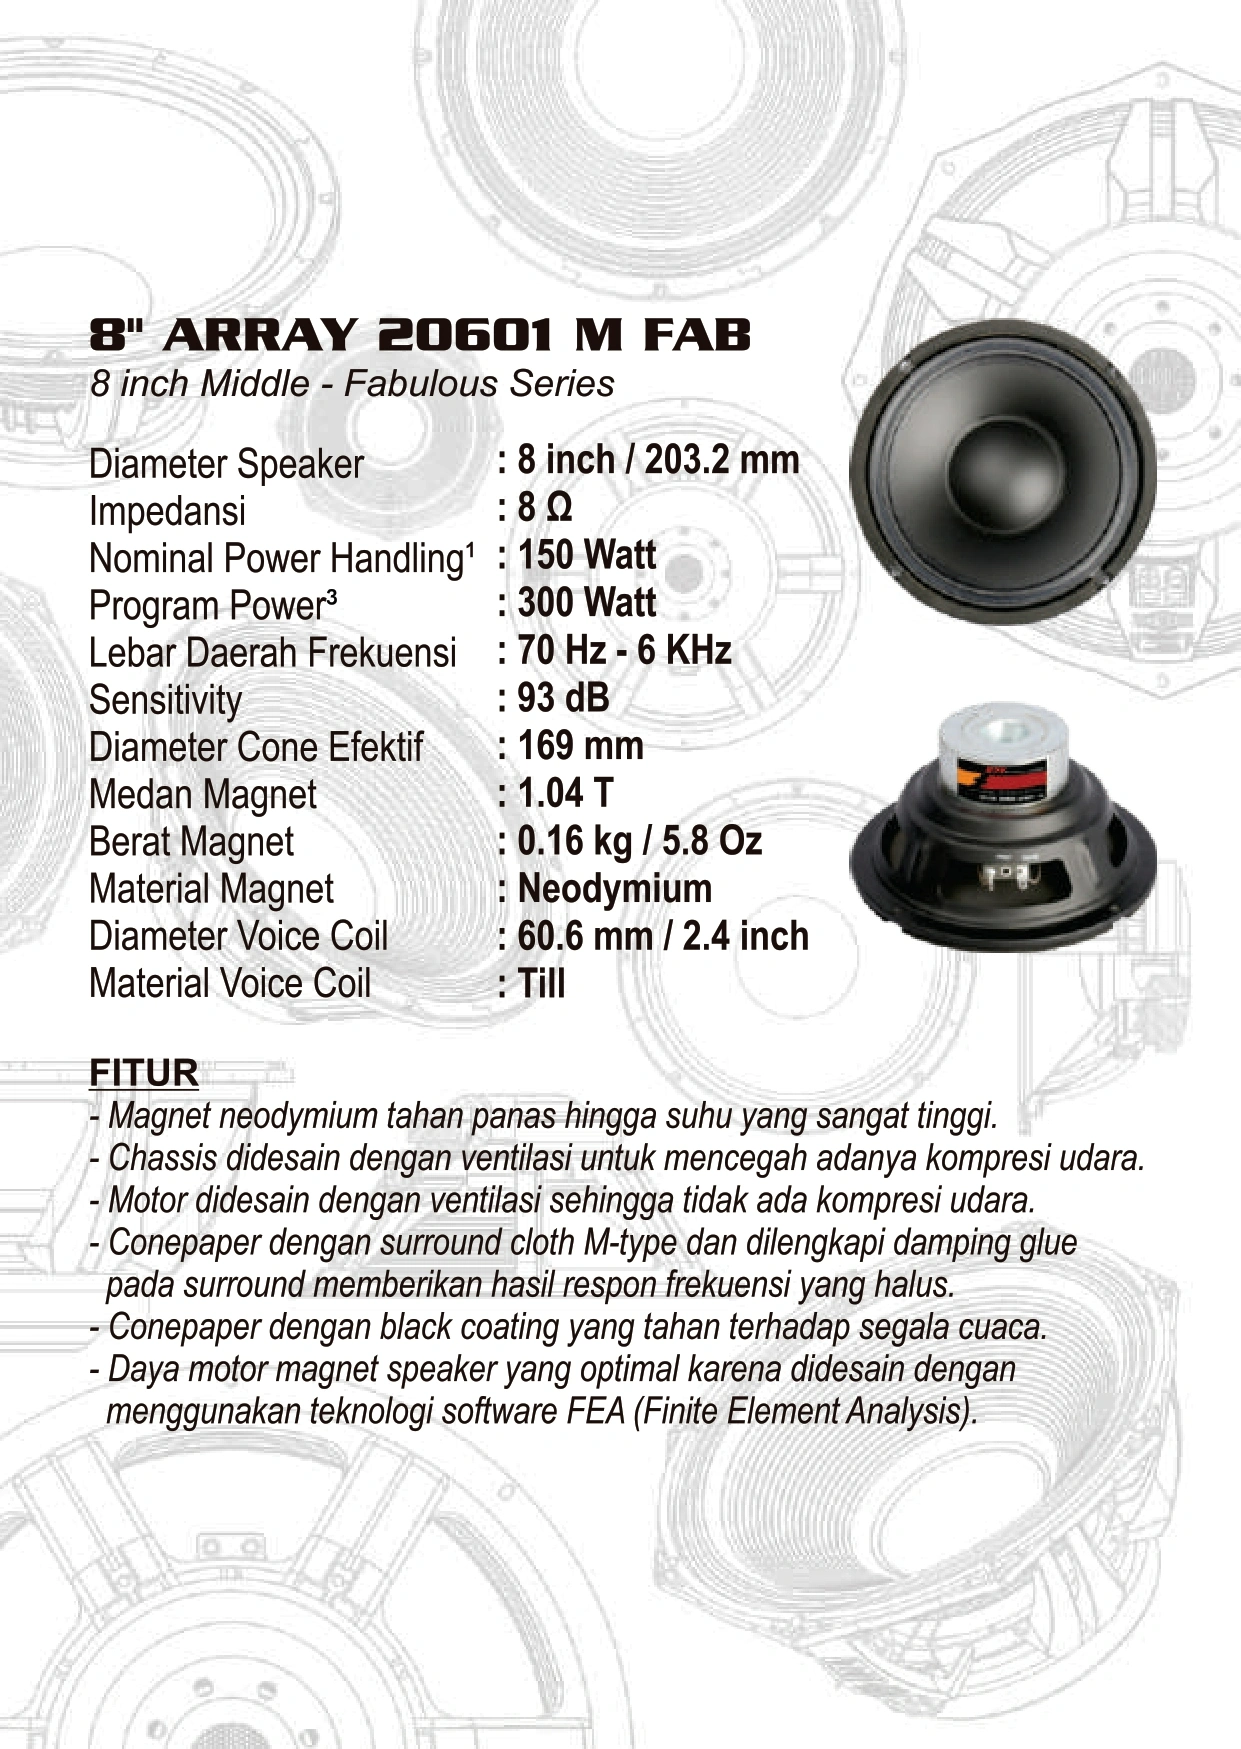 8" ARRAY 20601 M FAB
8 inch Middle - Fabulous Series
Diameter Speaker : 8 inch / 203.2 mm
Impedansi : 8 Ω
Nominal Power Handling¹ : 150 Watt
Program Power³ : 300 Watt
Lebar Daerah Frekuensi : 70 Hz - 6 KHz
Sensitivity : 93 dB
Diameter Cone Efektif : 169 mm
Medan Magnet : 1.04 T
Berat Magnet : 0.16 kg / 5.8 Oz
Material Magnet : Neodymium
Diameter Voice Coil : 60.6 mm / 2.4 inch
Material Voice Coil : Till
FITUR
- Magnet neodymium tahan panas hingga suhu yang sangat tinggi.
- Chassis didesain dengan ventilasi untuk mencegah adanya kompresi udara.
- Motor didesain dengan ventilasi sehingga tidak ada kompresi udara.
- Conepaper dengan surround cloth M-type dan dilengkapi damping glue
pada surround memberikan hasil respon frekuensi yang halus.
- Conepaper dengan black coating yang tahan terhadap segala cuaca.
- Daya motor magnet speaker yang optimal karena didesain dengan
menggunakan teknologi software FEA (Finite Element Analysis).